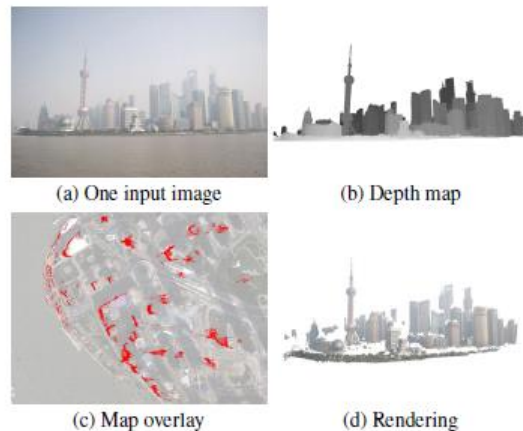 (a) One input image
(b) Depth map
(c) Map overlay
(d) Rendering